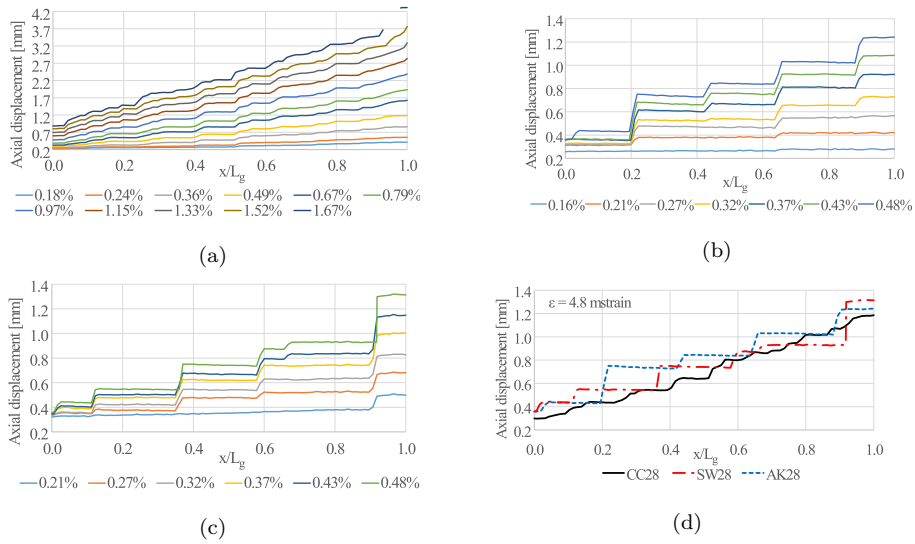 Axial displacement [mm]
4.2
3.7
3.2
2.7
2.2
1.7
1.2
0.7
0.2
0.0 0.2 0.4 0.6 0.8 1.0
x/Lg
0.18% 0.24% 0.36% 0.49% 0.67% 0.79%
0.97% 1.15% 1.33% 1.52% 1.67%
(a)
Axial displacement [mm]
1.4
1.2
1.0
0.8
0.6
0.4
0.2
0.0 0.2 0.4 0.6 0.8 1.0
x/Lg
0.16% 0.21% 0.27% 0.32% 0.37% 0.43% 0.48%
(b)
Axial displacement [mm]
1.4
1.2
1.0
0.8
0.6
0.4
0.2
0.0 0.2 0.4 0.6 0.8 1.0
x/Lg
0.21% 0.27% 0.32% 0.37% 0.43% 0.48%
(c)
Axial displacement [mm]
1.4
1.2
1.0
0.8
0.6
0.4
0.2
ε = 4.8 mstrain
0.0 0.2 0.4 0.6 0.8 1.0
x/Lg
CC28 SW28 AK28
(d)